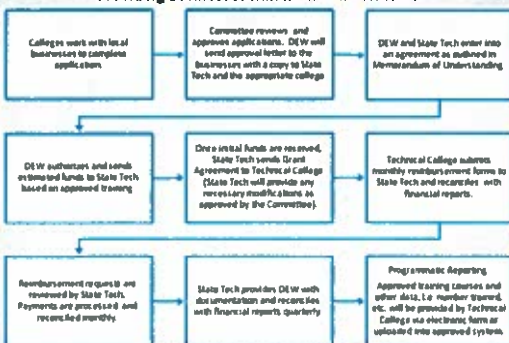 Colleges work with local
businesses to complete
application.
Committee reviews and
approves applications. DEW will
send approval letter to the
businesses with a copy to State
Tech and the appropriate college
DEW and State Tech enter into
an agreement as outlined in
Memorandum of Understanding
DEW authorizes and sends
estimated funds to State Tech
based on approved training
Once initial funds are received,
State Tech sends Grant
Agreement to Technical College
(State Tech will provide any
necessary modifications as
approved by the Committee).
Technical College submits
monthly reimbursement forms to
State Tech and reconciles with
financial reports.
Reimbursement requests are
reviewed by State Tech.
Payments are processed and
reconciled monthly.
State Tech provides DEW with
documentation and reconciles
with financial reports quarterly
Programmatic Reporting
Approved training courses and
other data, i.e. number trained,
etc. will be provided by Technical
College via electronic form or
uploaded into approved system.